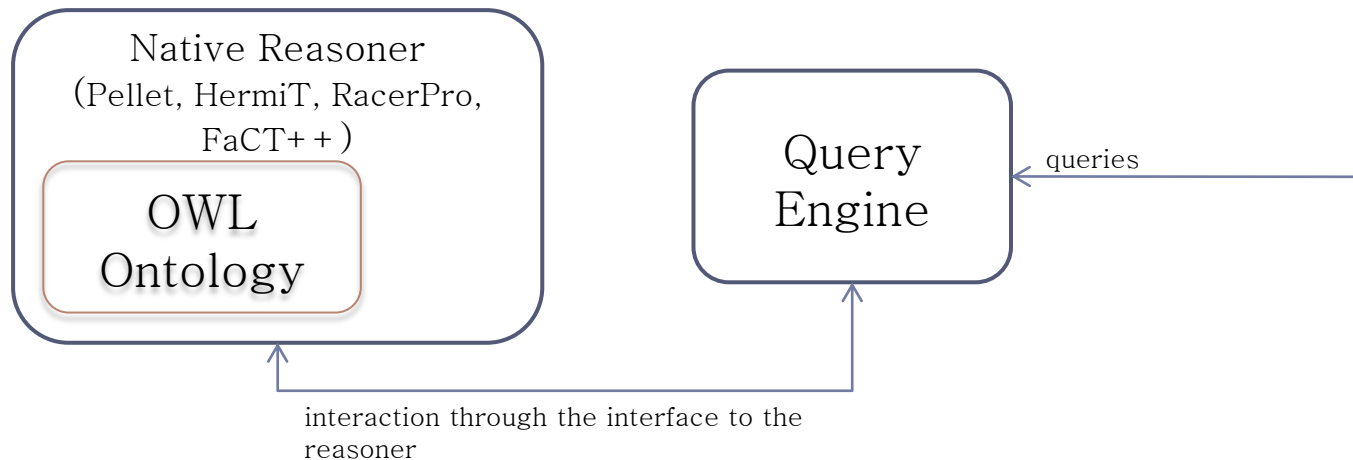 Native Reasoner
(Pellet, HermiT, RacerPro,
FaCT++)
OWL
Ontology
Query
Engine
queries
interaction through the interface to the
reasoner